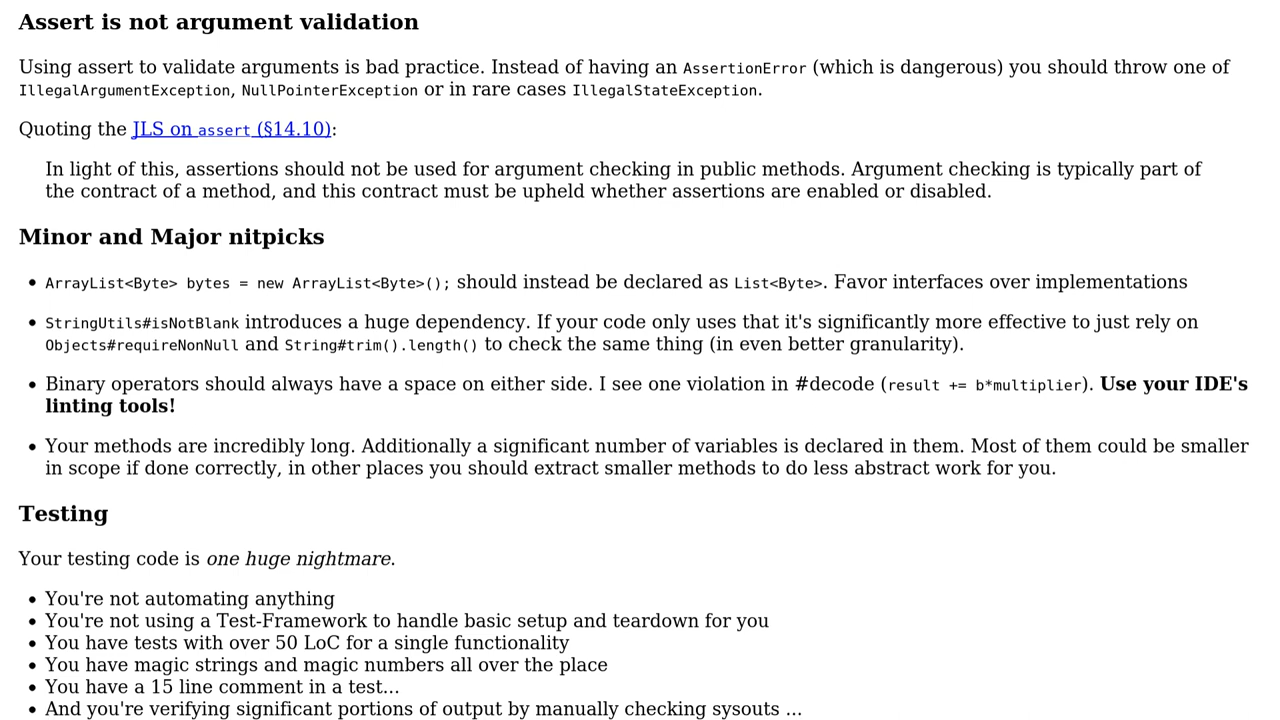 Assert is not argument validation
Using assert to validate arguments is bad practice. Instead of having an AssertionError (which is dangerous) you should throw one of
IllegalArgumentException, NullPointerException or in rare cases IllegalStateException.
Quoting the JLS on assert (§14.10):
In light of this, assertions should not be used for argument checking in public methods. Argument checking is typically part of
the contract of a method, and this contract must be upheld whether assertions are enabled or disabled.
Minor and Major nitpicks
• ArrayList<Byte> bytes = new ArrayList<Byte>(); should instead be declared as List<Byte>. Favor interfaces over implementations
• StringUtils#isNotBlank introduces a huge dependency. If your code only uses that it's significantly more effective to just rely on
Objects#requireNonNull and String#trim().length() to check the same thing (in even better granularity).
• Binary operators should always have a space on either side. I see one violation in #decode (result += b*multiplier). Use your IDE's
linting tools!
• Your methods are incredibly long. Additionally a significant number of variables is declared in them. Most of them could be smaller
in scope if done correctly, in other places you should extract smaller methods to do less abstract work for you.
Testing
Your testing code is one huge nightmare.
• You're not automating anything
• You're not using a Test-Framework to handle basic setup and teardown for you
• You have tests with over 50 LoC for a single functionality
• You have magic strings and magic numbers all over the place
• You have a 15 line comment in a test...
• And you're verifying significant portions of output by manually checking sysouts ...